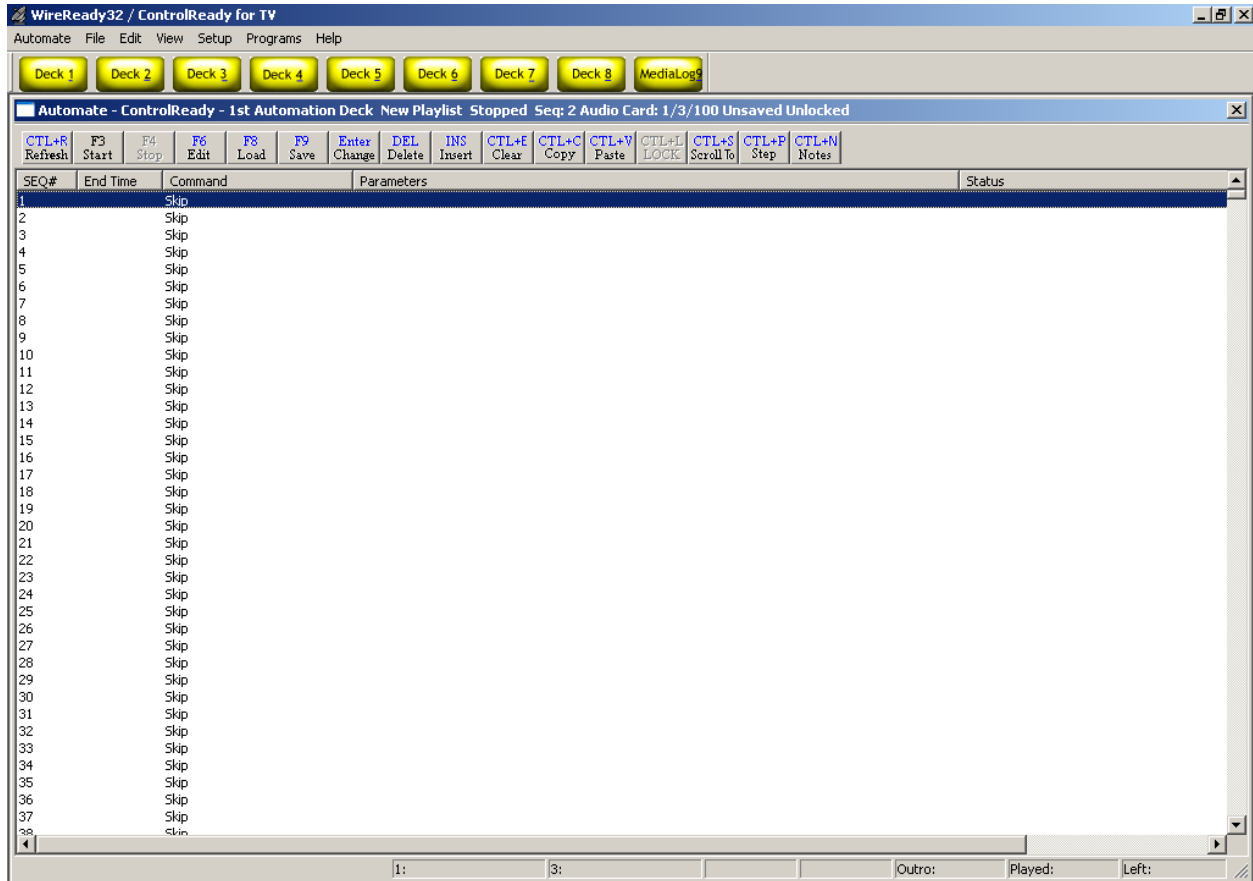 WireReady32 / ControlReady for TV
Automate File Edit View Setup Programs Help
Deck 1 Deck 2 Deck 3 Deck 4 Deck 5 Deck 6 Deck 7 Deck 8 MediaLog9
Automate - ControlReady - 1st Automation Deck New Playlist Stopped Seq: 2 Audio Card: 1/3/100 Unsaved Unlocked
CTL+R F3 F4 F6 F8 F9 Enter DEL INS CTL+E CTL+C CTL+V CTL+L CTL+S CTL+P CTL+N
Refresh Start Stop Edit Load Save Change Delete Insert Clear Copy Paste LOCK Scroll To Step Notes
SEQ# End Time Command Parameters Status
1 Skip
2 Skip
3 Skip
4 Skip
5 Skip
6 Skip
7 Skip
8 Skip
9 Skip
10 Skip
11 Skip
12 Skip
13 Skip
14 Skip
15 Skip
16 Skip
17 Skip
18 Skip
19 Skip
20 Skip
21 Skip
22 Skip
23 Skip
24 Skip
25 Skip
26 Skip
27 Skip
28 Skip
29 Skip
30 Skip
31 Skip
32 Skip
33 Skip
34 Skip
35 Skip
36 Skip
37 Skip
38 Skip
1: 3: Outro: Played: Left: